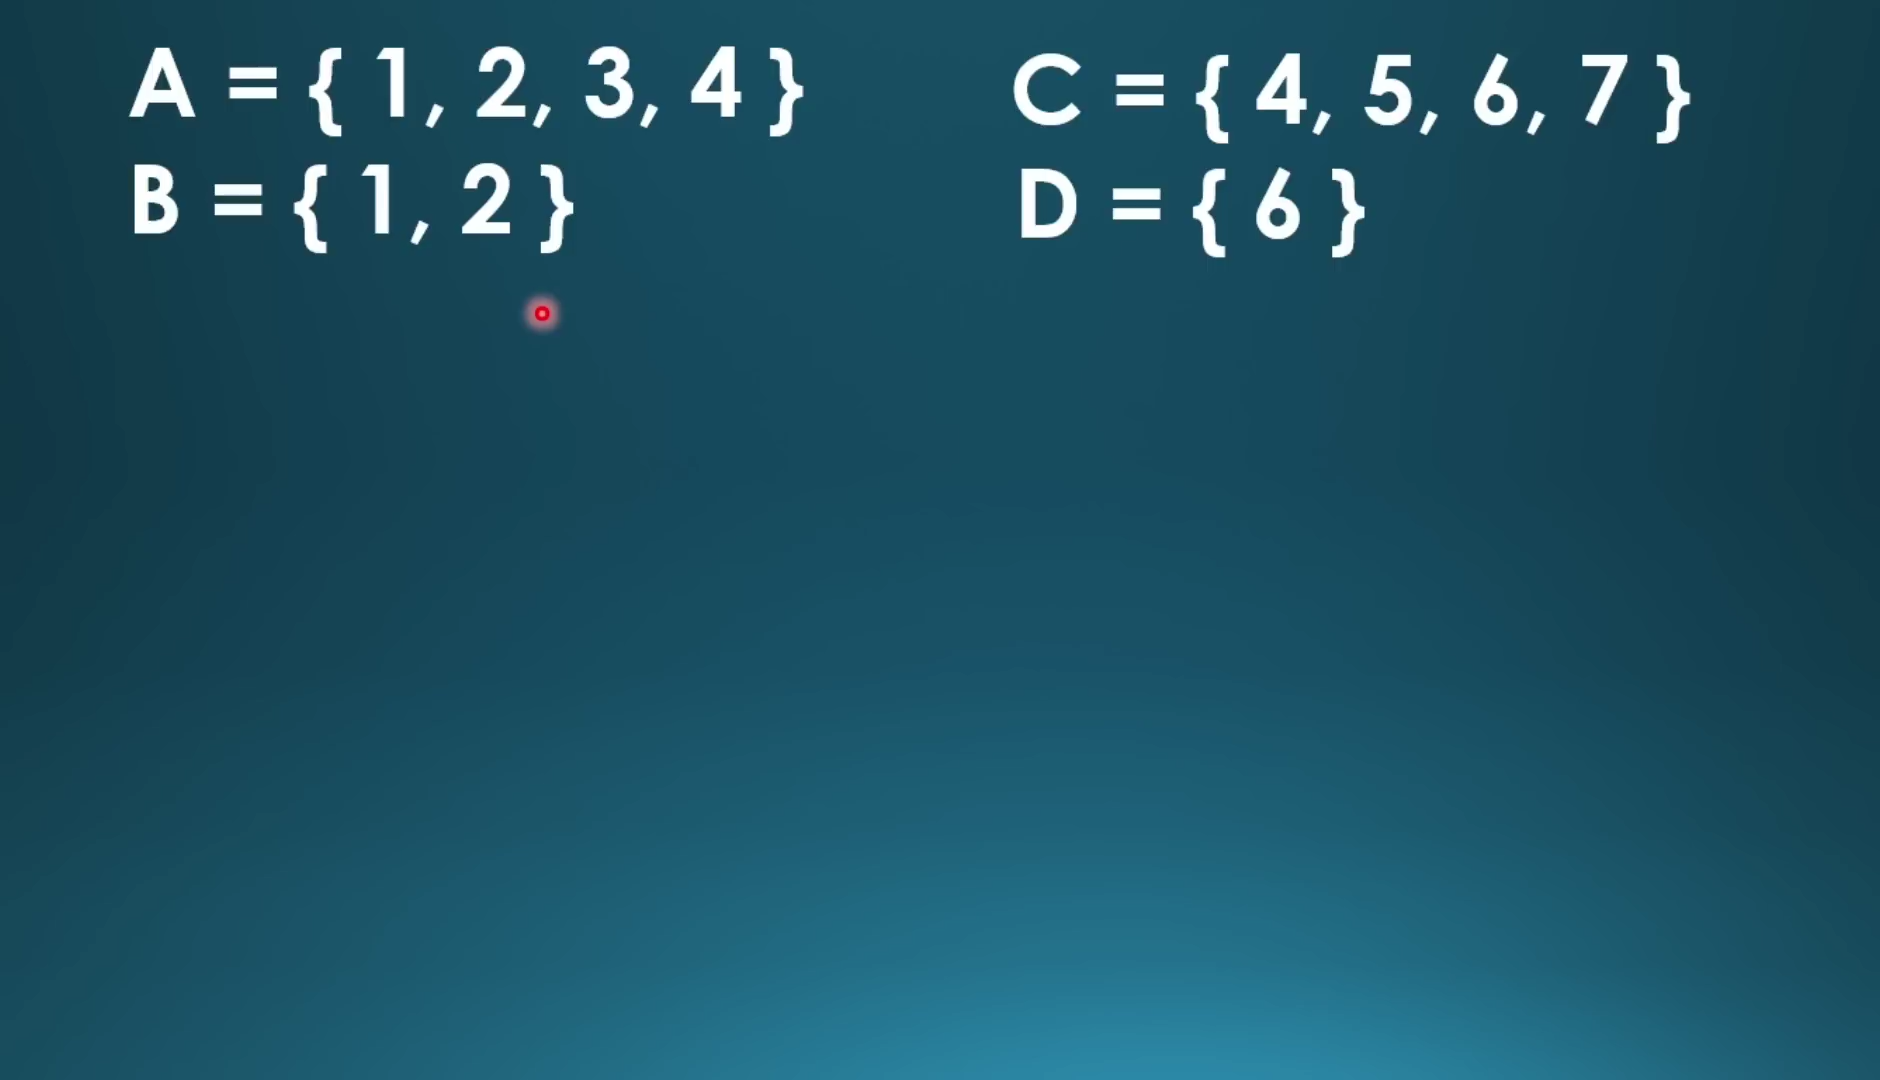 A = { 1, 2, 3, 4 }
B = { 1, 2 }
C = { 4, 5, 6, 7 }
D = { 6 }